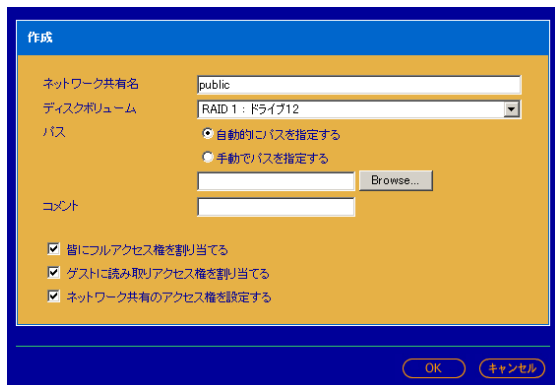 作成
ネットワーク共有名 public
ディスクボリューム RAID 1：ドライブ12
パス 自動的にパスを指定する
手動でパスを指定する
Browse...
コメント
皆にフルアクセス権を割り当てる
ゲストに読み取りアクセス権を割り当てる
ネットワーク共有のアクセス権を設定する
OK キャンセル